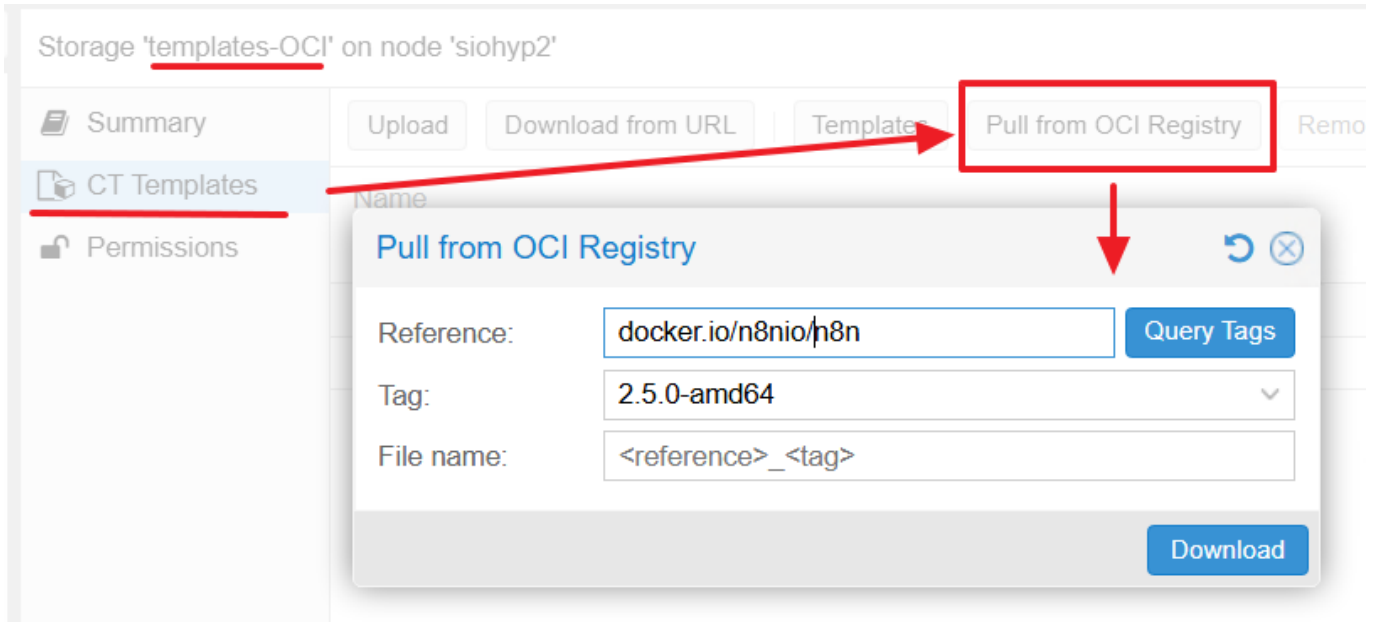 Storage 'templates-OCI' on node 'siohyp2'
Summary
CT Templates
Permissions
Upload Download from URL Templates Pull from OCI Registry Remo
Name
Pull from OCI Registry
Reference: docker.io/n8nio/n8n Query Tags
Tag: 2.5.0-amd64
File name: <reference>_<tag>
Download